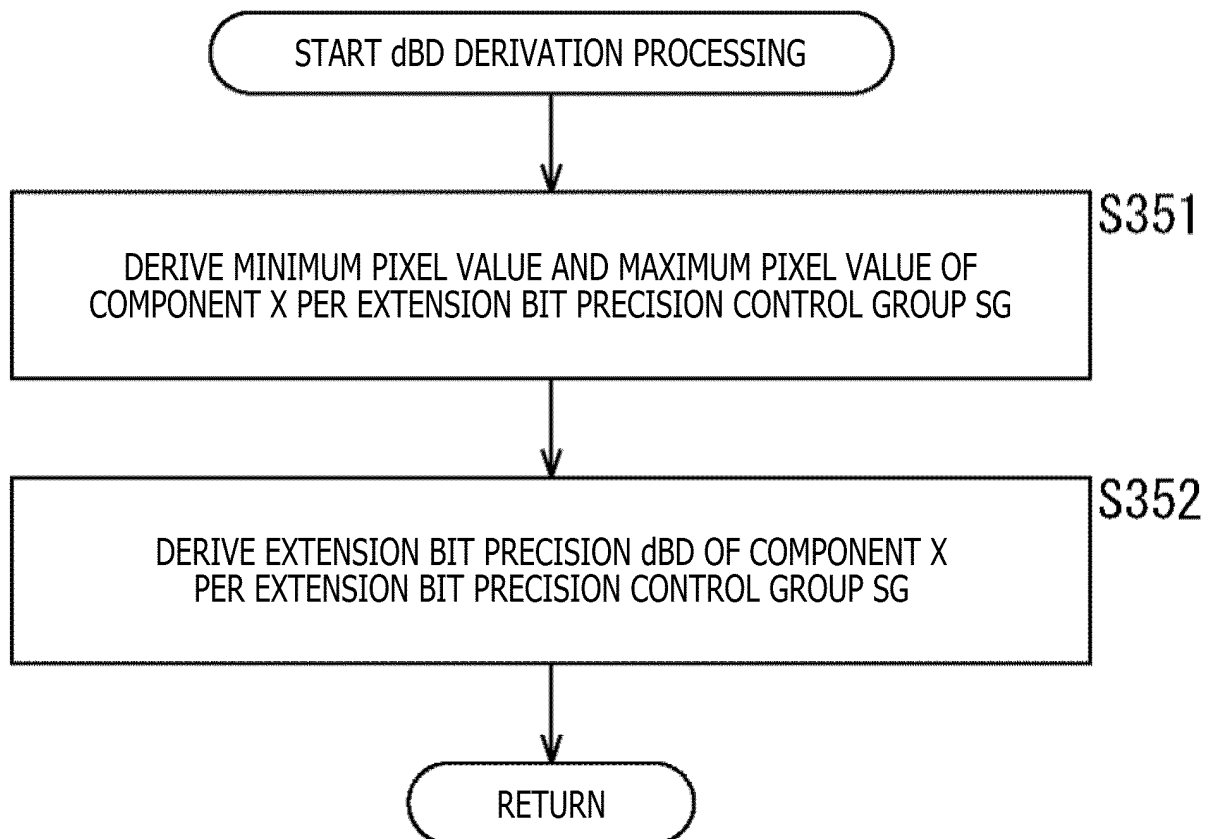 START dBD DERIVATION PROCESSING
S351
DERIVE MINIMUM PIXEL VALUE AND MAXIMUM PIXEL VALUE OF
COMPONENT X PER EXTENSION BIT PRECISION CONTROL GROUP SG
S352
DERIVE EXTENSION BIT PRECISION dBD OF COMPONENT X
PER EXTENSION BIT PRECISION CONTROL GROUP SG
RETURN